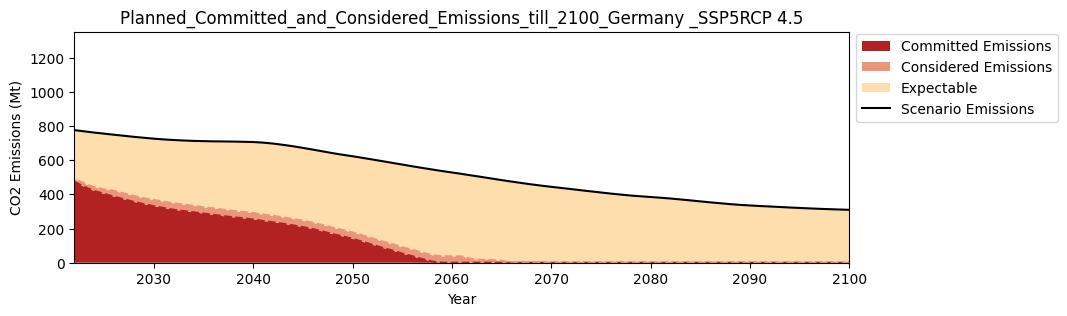 Planned_Committed_and_Considered_Emissions_till_2100_Germany _SSP5RCP 4.5
CO2 Emissions (Mt)
1200
1000
800
600
400
200
0
2030 2040 2050 2060 2070 2080 2090 2100
Year
Committed Emissions
Considered Emissions
Expectable
Scenario Emissions